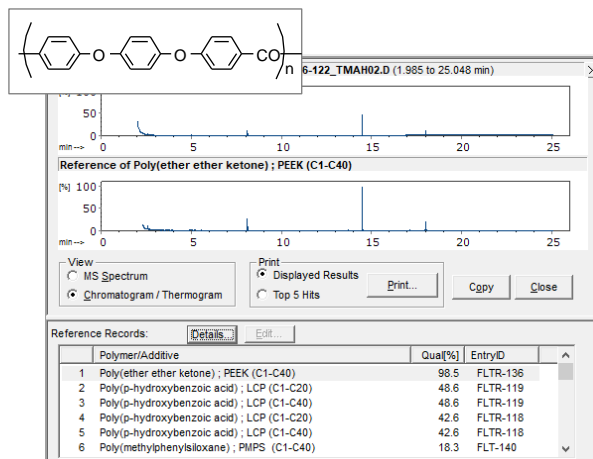 O O CO
n
6-122_TMAH02.D (1.985 to 25.048 min)
[%] 100
50
0
min --> 0 5 10 15 20 25
Reference of Poly(ether ether ketone) ; PEEK (C1-C40)
[%] 100
50
0
min --> 0 5 10 15 20 25
View
MS Spectrum
Chromatogram / Thermogram
Print
Displayed Results
Top 5 Hits
Print...
Copy
Close
Reference Records: Details... Edit...
Polymer/Additive Qual[%] EntryID
1 Poly(ether ether ketone) ; PEEK (C1-C40) 98.5 FLTR-136
2 Poly(p-hydroxybenzoic acid) ; LCP (C1-C20) 48.6 FLTR-119
3 Poly(p-hydroxybenzoic acid) ; LCP (C1-C40) 48.6 FLTR-119
4 Poly(p-hydroxybenzoic acid) ; LCP (C1-C20) 42.6 FLTR-118
5 Poly(p-hydroxybenzoic acid) ; LCP (C1-C40) 42.6 FLTR-118
6 Poly(methylphenylsiloxane) ; PMPS (C1-C40) 18.3 FLT-140